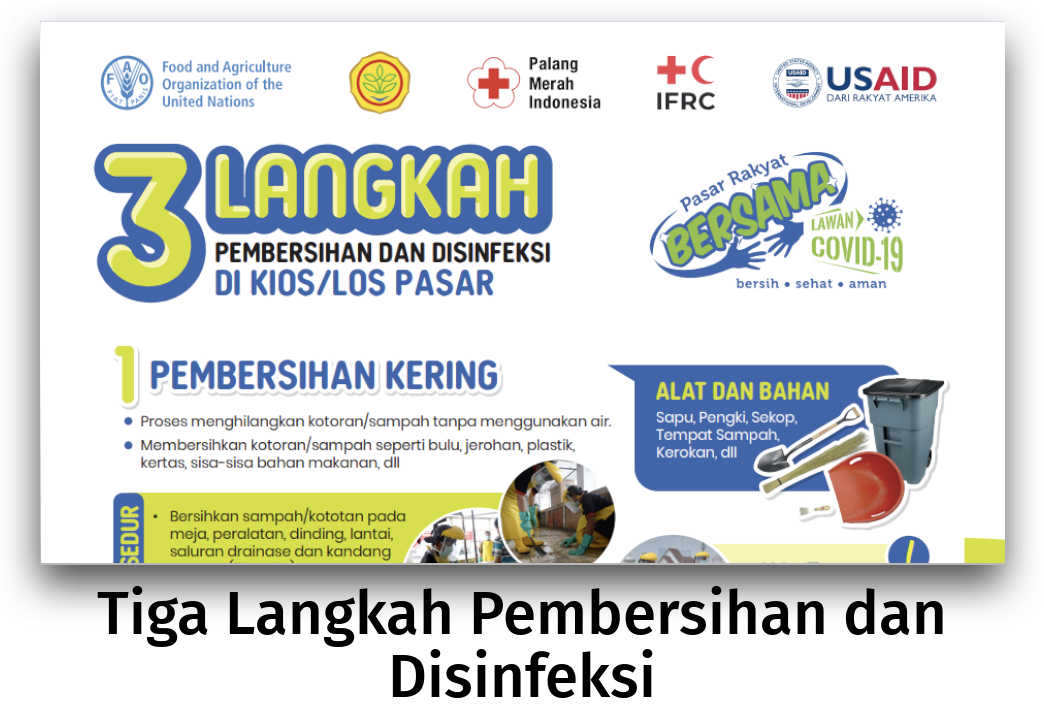 Food and Agriculture
Organization of the
United Nations
F A O
FIAT PANIS
Palang
Merah
Indonesia
IFRC
USAID
USAID
DARI RAKYAT AMERIKA
3 LANGKAH
PEMBERSIHAN DAN DISINFEKSI
DI KIOS/LOS PASAR
Pasar Rakyat
BERSAMA
LAWAN
COVID-19
bersih • sehat • aman
1 PEMBERSIHAN KERING
• Proses menghilangkan kotoran/sampah tanpa menggunakan air.
• Membersihkan kotoran/sampah seperti bulu, jerohan, plastik,
kertas, sisa-sisa bahan makanan, dll
ALAT DAN BAHAN
Sapu, Pengki, Sekop,
Tempat Sampah,
Kerokan, dll
SEDUR
• Bersihkan sampah/kototan pada
meja, peralatan, dinding, lantai,
saluran drainase dan kandang
Tiga Langkah Pembersihan dan
Disinfeksi